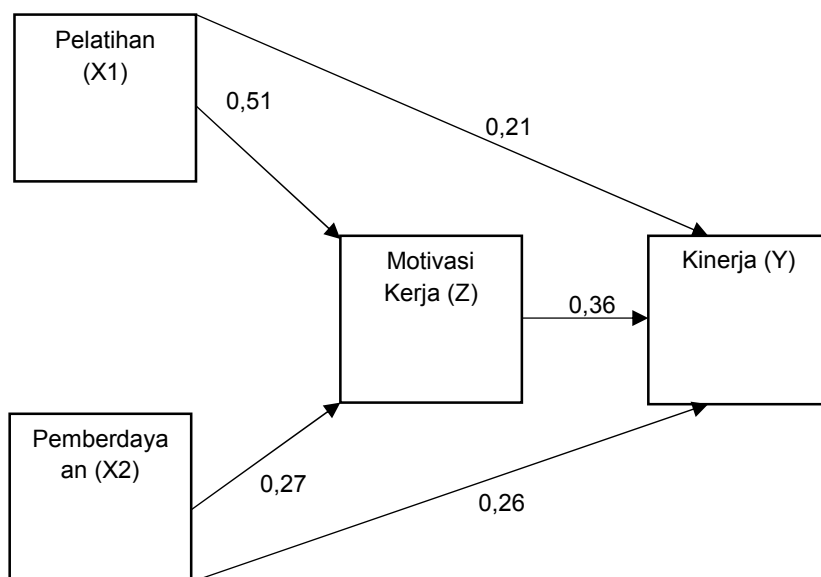 Pelatihan
(X1)
0,51
0,21
Motivasi
Kerja (Z)
Kinerja (Y)
0,36
Pemberdaya
an (X2)
0,27
0,26